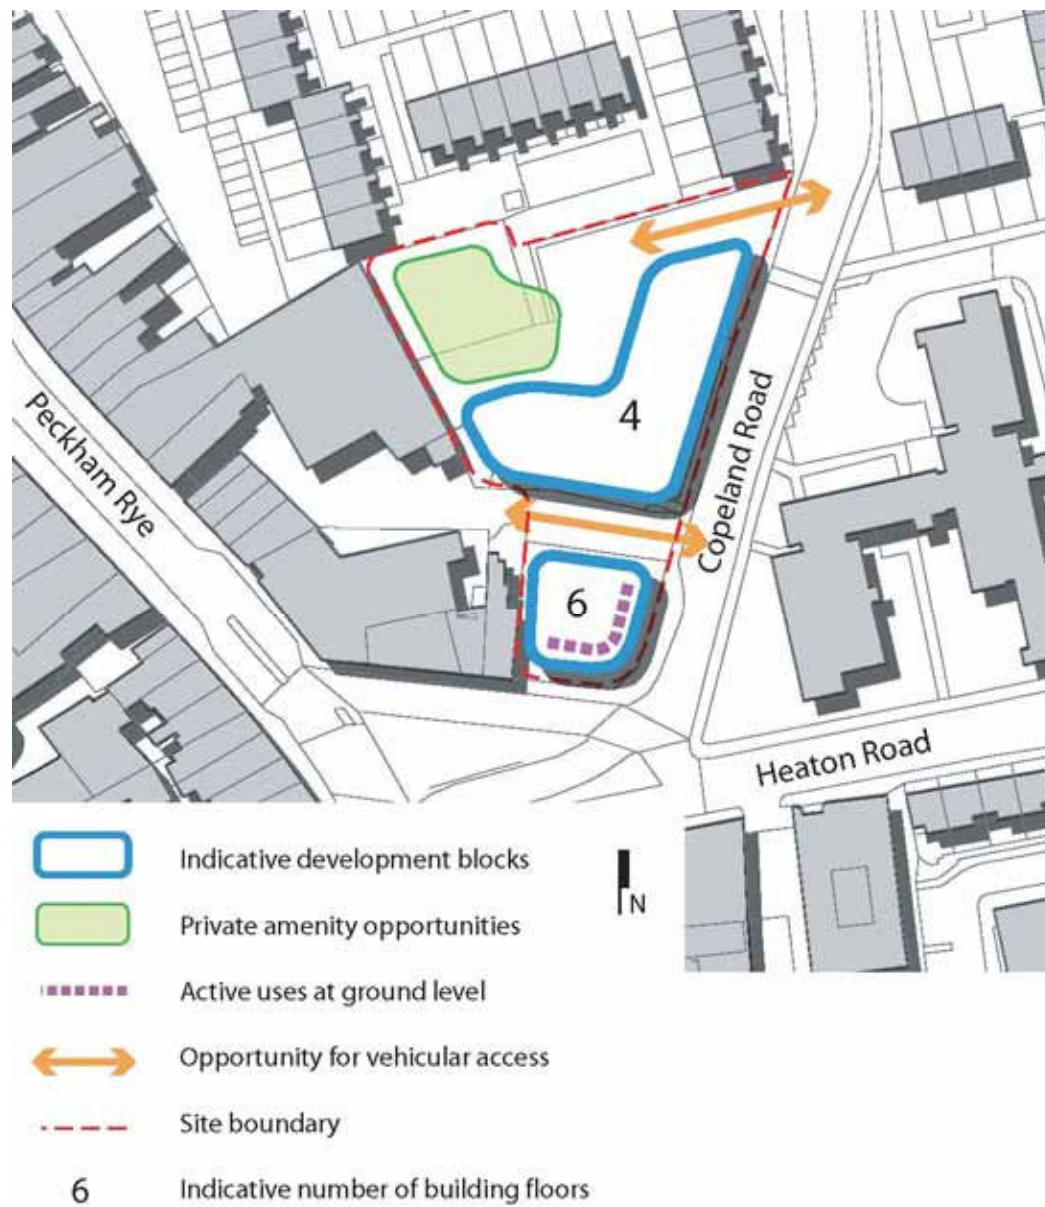 4
Peckham Rye
Copeland Road
6
Heaton Road
Indicative development blocks
N
Private amenity opportunities
Active uses at ground level
Opportunity for vehicular access
Site boundary
6 Indicative number of building floors